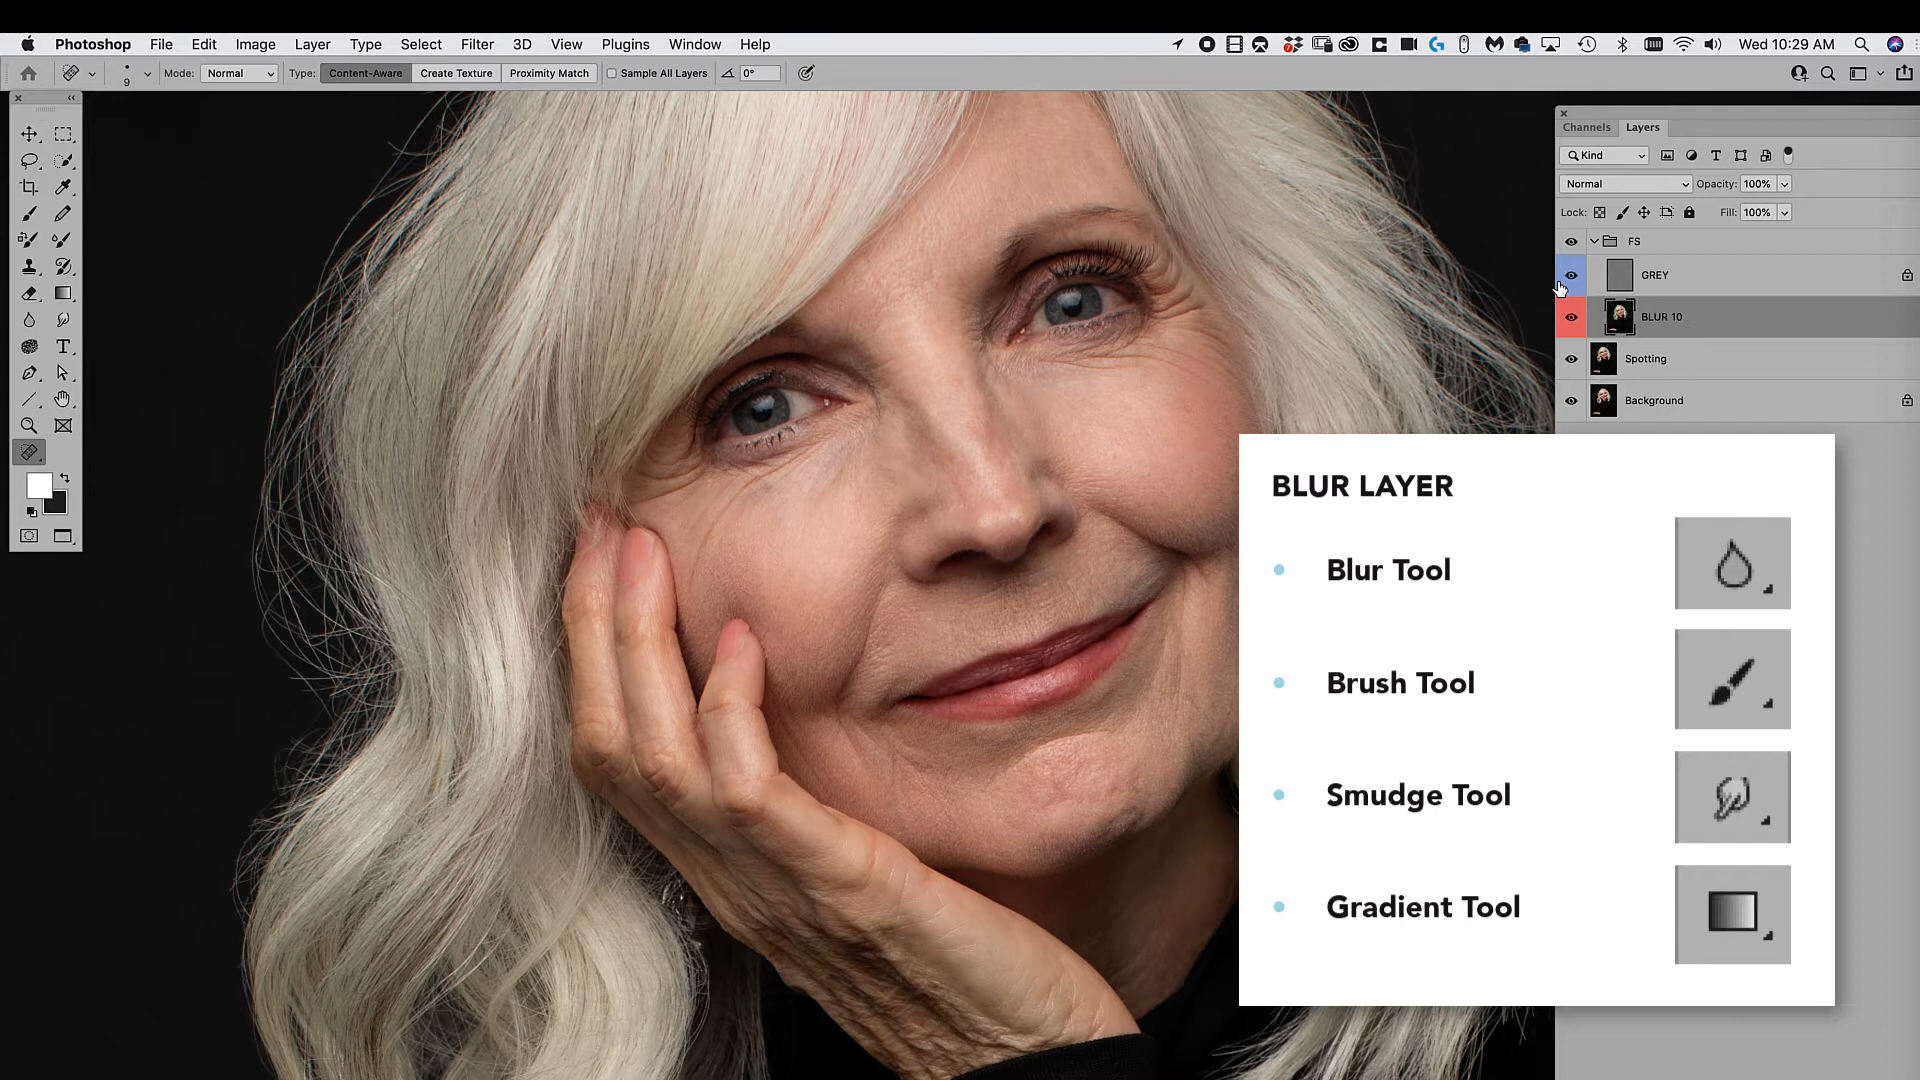 Photoshop File Edit Image Layer Type Select Filter 3D View Plugins Window Help Wed 10:29 AM
9 Mode: Normal Type: Content-Aware Create Texture Proximity Match Sample All Layers 0°
Channels Layers
Kind
Normal Opacity: 100%
Lock: Fill: 100%
FS
GREY
BLUR 10
Spotting
Background
BLUR LAYER
Blur Tool
Brush Tool
Smudge Tool
Gradient Tool